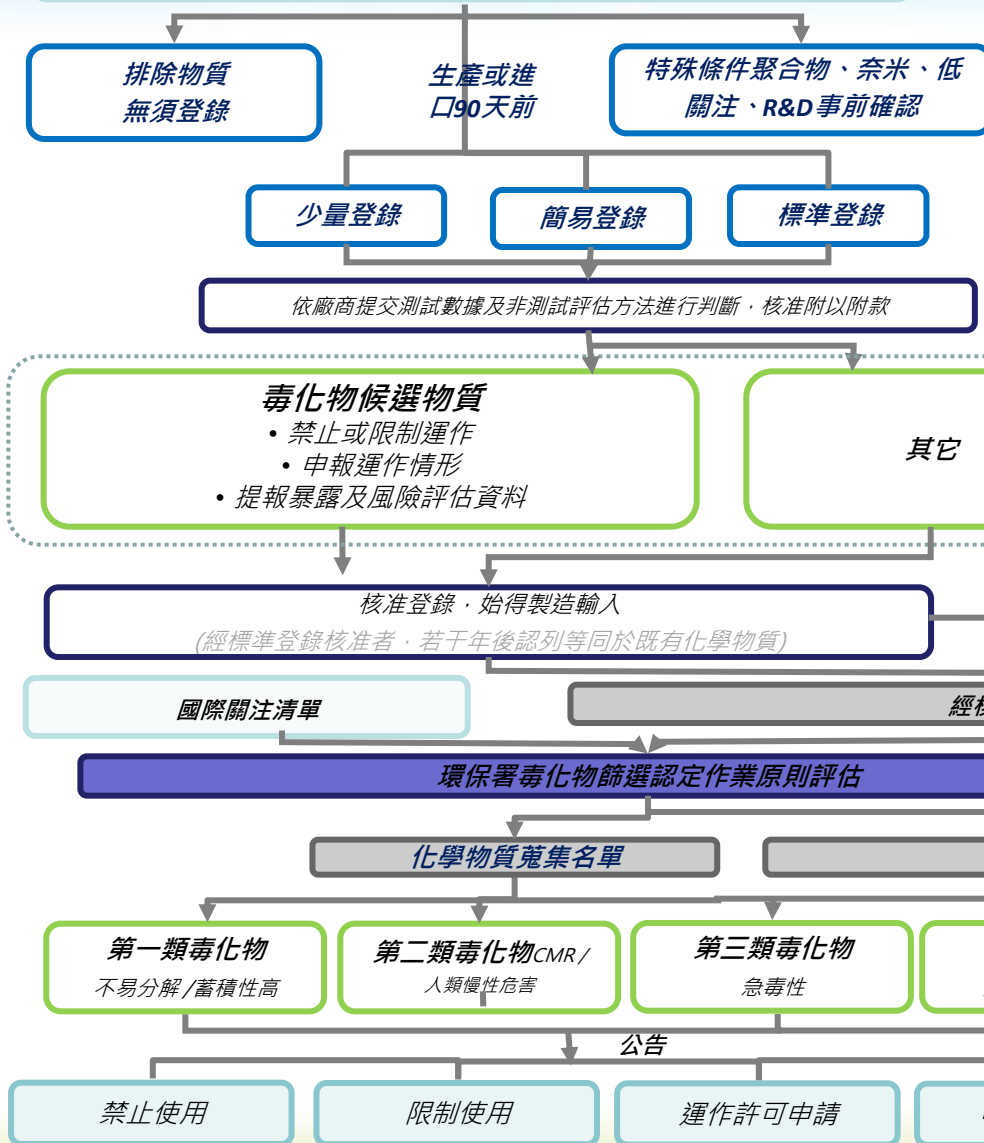 排除物質
無須登錄
生產或進
口90天前
特殊條件聚合物、奈米、低
關注、R&D事前確認
少量登錄
簡易登錄
標準登錄
依廠商提交測試數據及非測試評估方法進行判斷，核准附以附款
毒化物候選物質
• 禁止或限制運作
• 申報運作情形
• 提報暴露及風險評估資料
其它
核准登錄，始得製造輸入
(經標準登錄核准者，若干年後認列等同於既有化學物質)
國際關注清單
經核
環保署毒化物篩選認定作業原則評估
化學物質蒐集名單
第一類毒化物
不易分解/蓄積性高
第二類毒化物CMR/
人類慢性危害
第三類毒化物
急毒性
公告
禁止使用
限制使用
運作許可申請